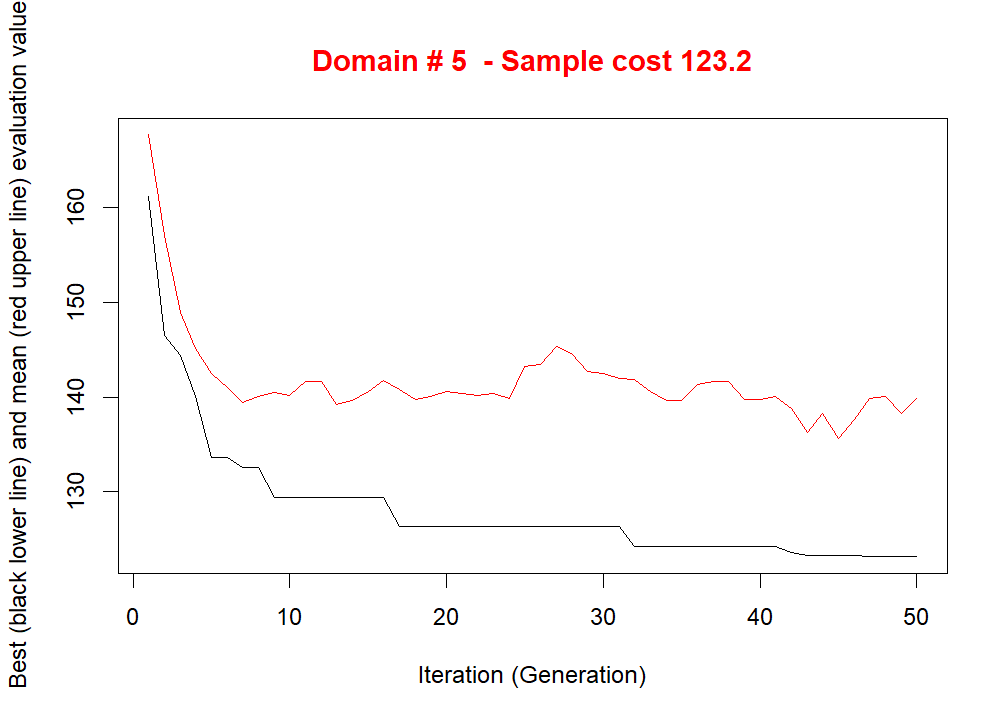 Domain # 5  - Sample cost 123.2
Best (black lower line) and mean (red upper line) evaluation value
160
150
140
130
0 10 20 30 40 50
Iteration (Generation)